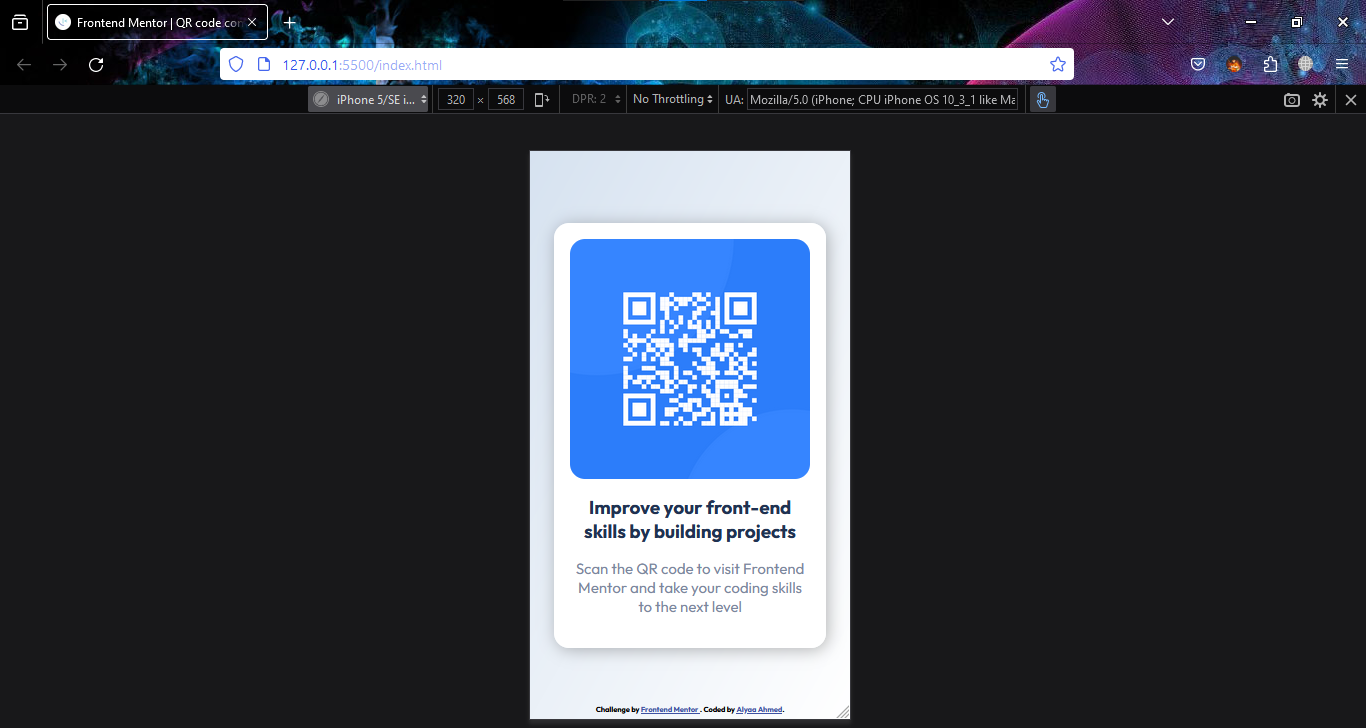 Frontend Mentor | QR code con
127.0.0.1:5500/index.html
iPhone 5/SE i... 320 × 568 DPR: 2 No Throttling UA: Mozilla/5.0 (iPhone; CPU iPhone OS 10_3_1 like Ma
Improve your front-end
skills by building projects
Scan the QR code to visit Frontend
Mentor and take your coding skills
to the next level
Challenge by Frontend Mentor . Coded by Alyaa Ahmed.